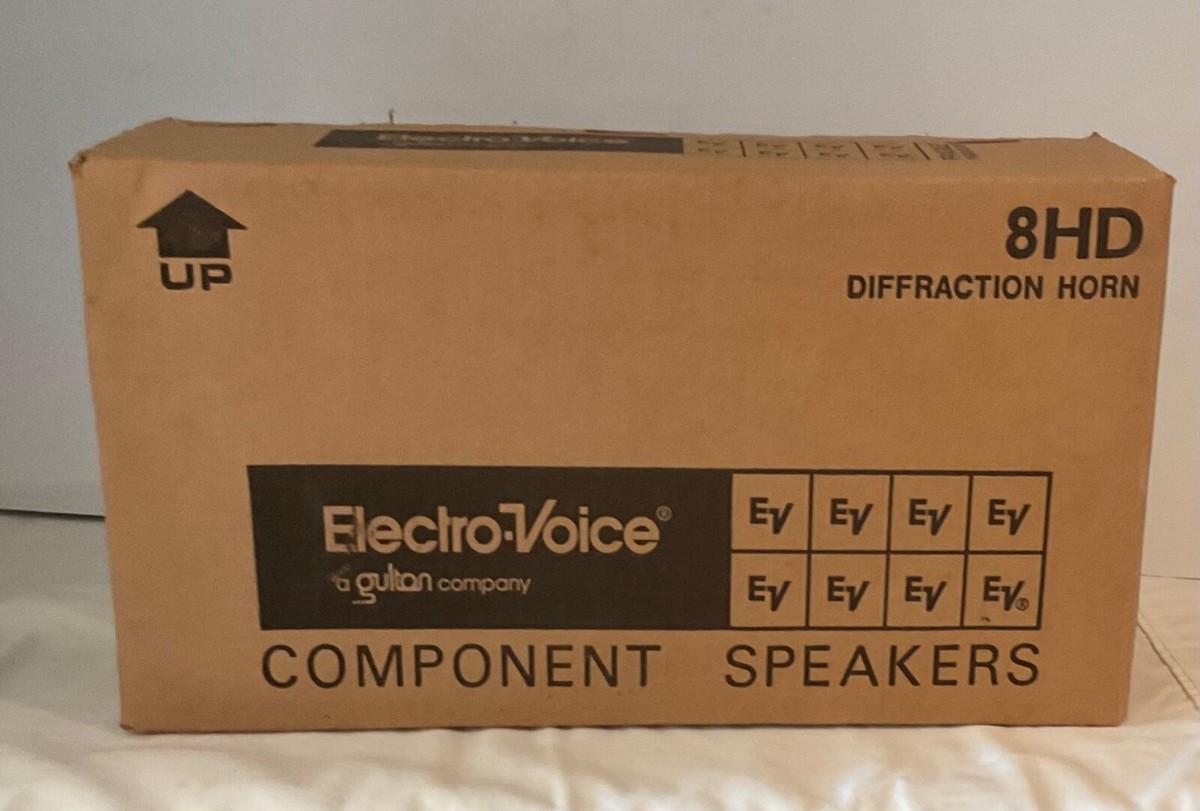 Electro-Voice
UP
8HD
DIFFRACTION HORN
Electro-Voice®
a gulton company
EV EV EV EV
EV EV EV EV®
COMPONENT SPEAKERS